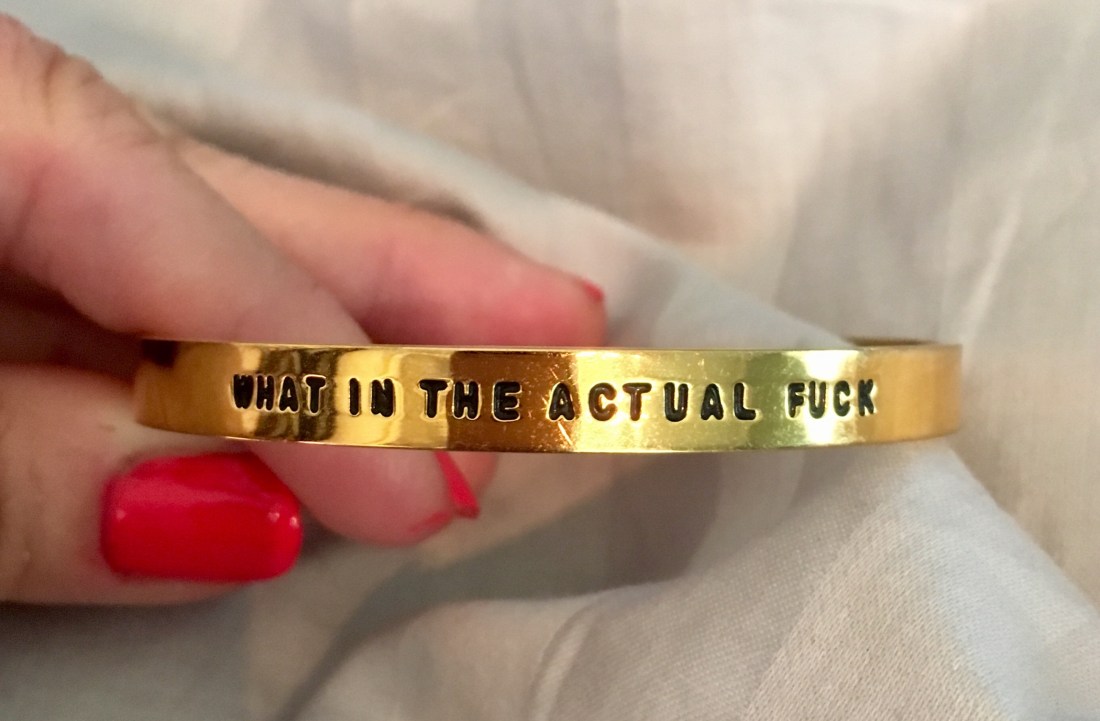 WHAT IN THE ACTUAL FUCK